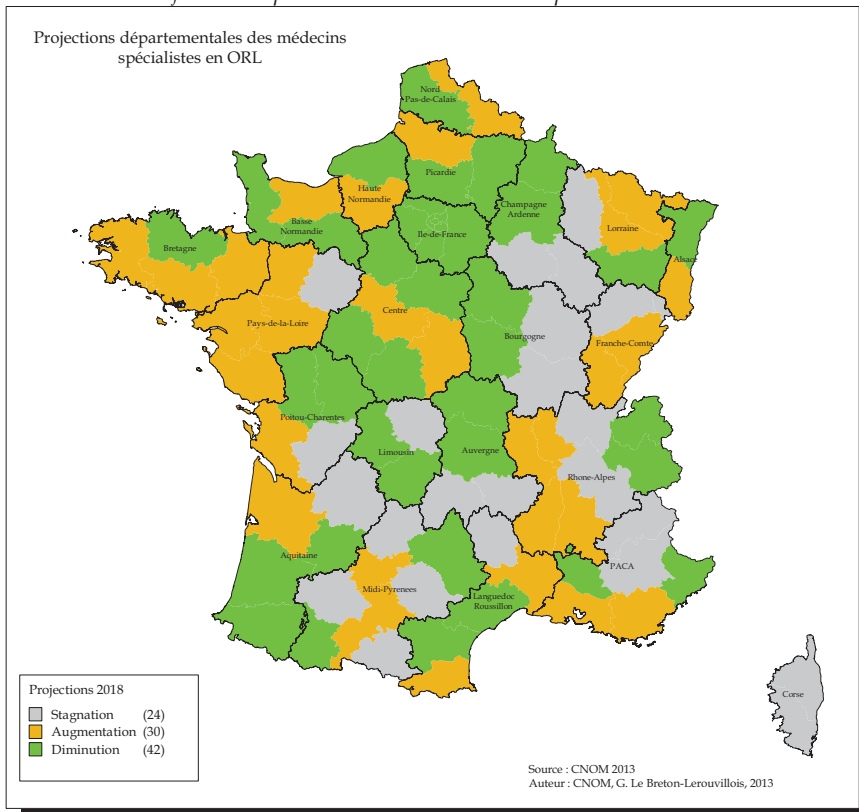 Projections départementales des médecins
spécialistes en ORL
Nord
Pas-de-Calais
Picardie
Haute
Normandie
Basse
Normandie
Champagne
Ardenne
Ile-de-France
Lorraine
Alsace
Bretagne
Pays-de-la-Loire
Centre
Bourgogne
Franche-Comte
Poitou-Charentes
Limousin
Auvergne
Rhone-Alpes
Aquitaine
Midi-Pyrenees
Languedoc
Roussillon
PACA
Corse
Projections 2018
Stagnation (24)
Augmentation (30)
Diminution (42)
Source : CNOM 2013
Auteur : CNOM, G. Le Breton-Lerouvillois, 2013